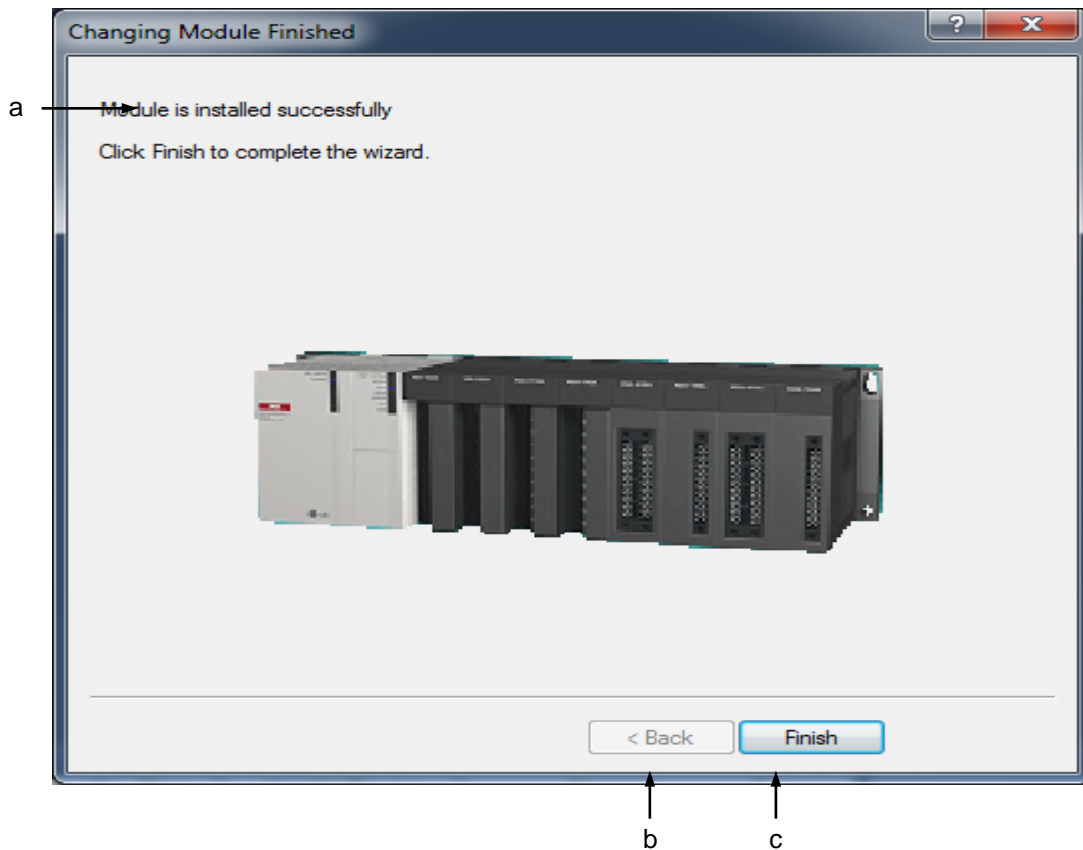 Changing Module Finished
a
Module is installed successfully
Click Finish to complete the wizard.
< Back
Finish
b
c